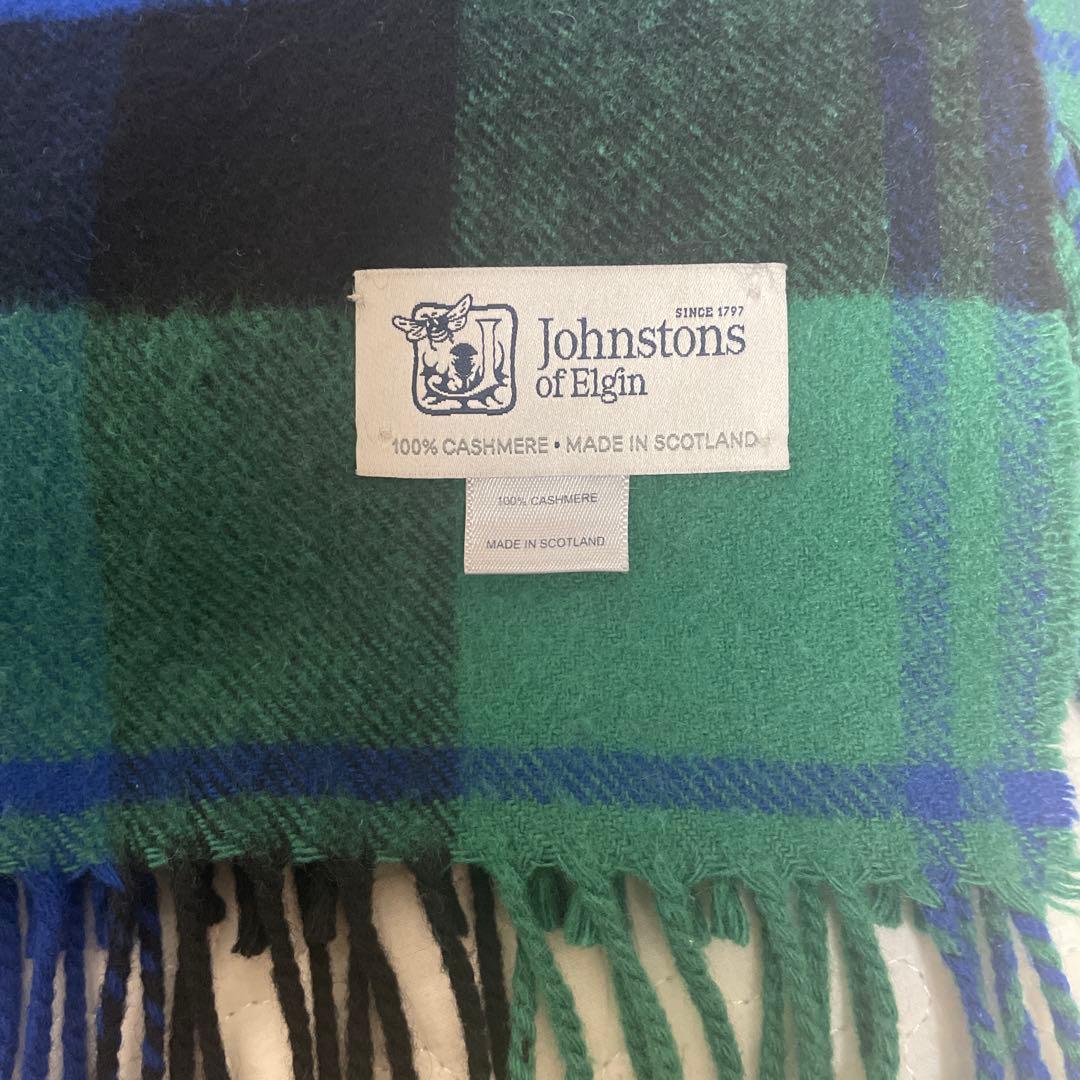 SINCE 1797
Johnstons
of Elgin
100% CASHMERE • MADE IN SCOTLAND
100% CASHMERE
MADE IN SCOTLAND